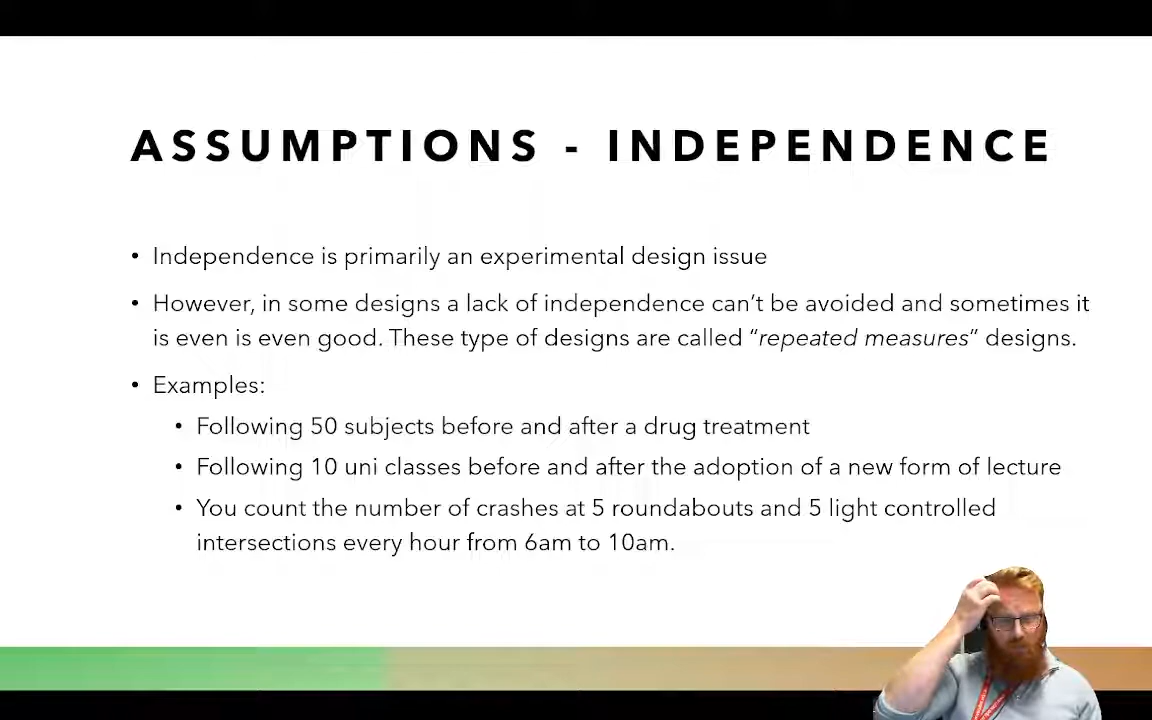 ASSUMPTIONS - INDEPENDENCE
• Independence is primarily an experimental design issue
• However, in some designs a lack of independence can’t be avoided and sometimes it
is even is even good. These type of designs are called “repeated measures” designs.
• Examples:
• Following 50 subjects before and after a drug treatment
• Following 10 uni classes before and after the adoption of a new form of lecture
• You count the number of crashes at 5 roundabouts and 5 light controlled
intersections every hour from 6am to 10am.